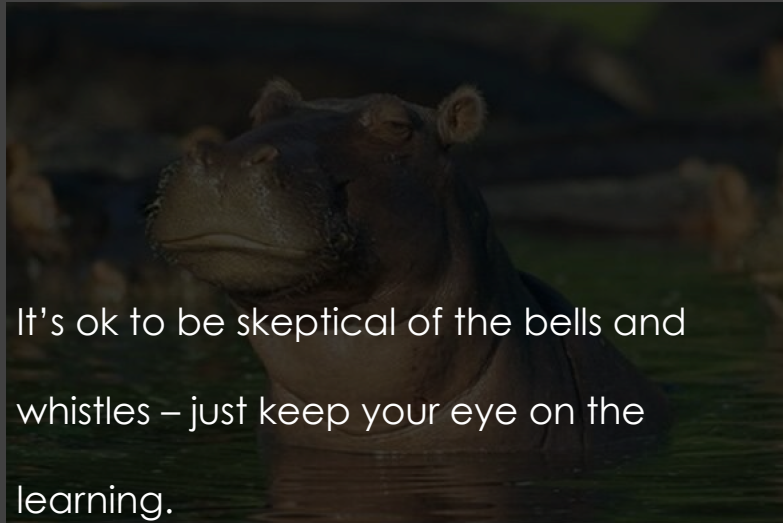 It’s ok to be skeptical of the bells and
whistles – just keep your eye on the
learning.